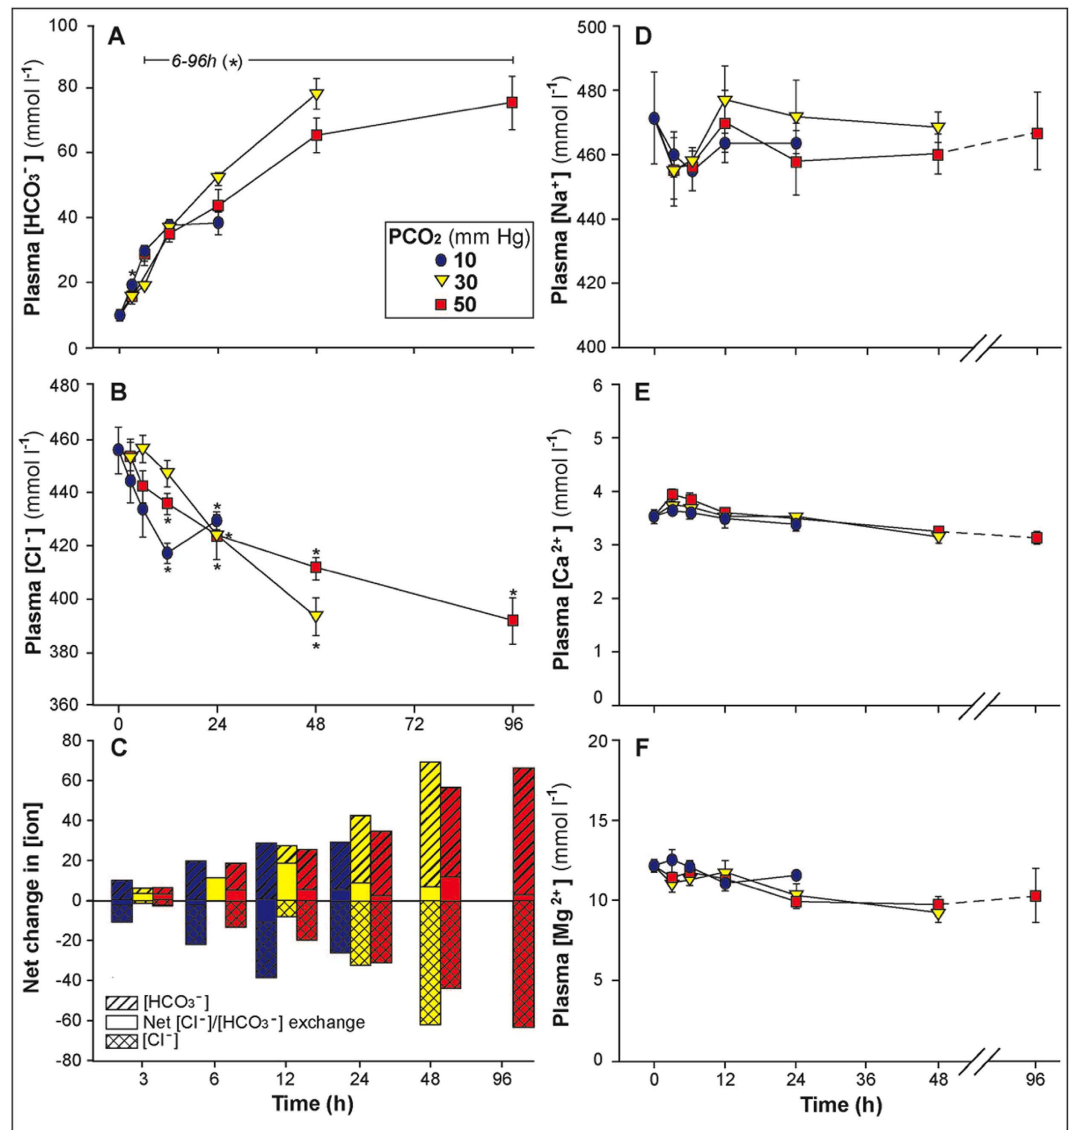 A
Plasma [HCO₃⁻] (mmol l⁻¹)
100
80
60
40
20
0
6-96h (*)
*
PCO₂ (mm Hg)
10
30
50
B
Plasma [Cl⁻] (mmol l⁻¹)
480
460
440
420
400
380
360
* * * * * * * *
0 24 48 72 96
C
Net change in [ion]
80
60
40
20
0
-20
-40
-60
-80
[HCO₃⁻]
Net [Cl⁻]/[HCO₃⁻] exchange
[Cl⁻]
3 6 12 24 48 96
Time (h)
D
Plasma [Na⁺] (mmol l⁻¹)
500
480
460
440
420
400
E
Plasma [Ca²⁺] (mmol l⁻¹)
6
5
4
3
2
1
0
F
Plasma [Mg²⁺] (mmol l⁻¹)
20
15
10
5
0
0 12 24 36 48 96
Time (h)